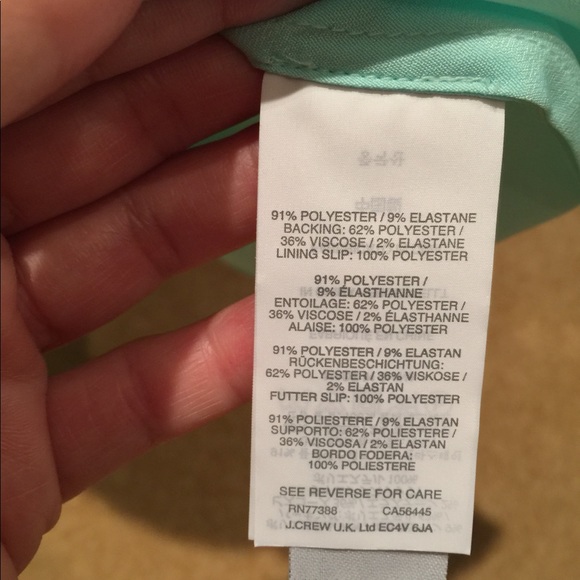 91% POLYESTER / 9% ELASTANE
BACKING: 62% POLYESTER /
36% VISCOSE / 2% ELASTANE
LINING SLIP: 100% POLYESTER
91% POLYESTER /
9% ÉLASTHANNE
ENTOILAGE: 62% POLYESTER /
36% VISCOSE / 2% ÉLASTHANNE
ALAISE: 100% POLYESTER
91% POLYESTER / 9% ELASTAN
RÜCKENBESCHICHTUNG:
62% POLYESTER / 36% VISKOSE /
2% ELASTAN
FUTTER SLIP: 100% POLYESTER
91% POLIESTERE / 9% ELASTAN
SUPPORTO: 62% POLIESTERE /
36% VISCOSA / 2% ELASTAN
BORDO FODERA:
100% POLIESTERE
SEE REVERSE FOR CARE
RN77388 CA56445
J.CREW U.K. Ltd EC4V 6JA